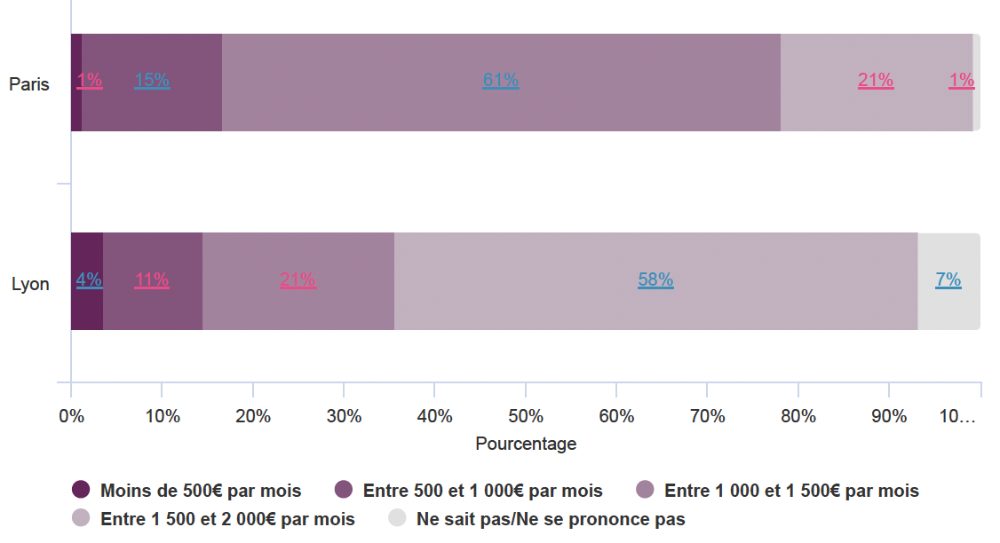 Paris 1% 15% 61% 21% 1%
Lyon 4% 11% 21% 58% 7%
0% 10% 20% 30% 40% 50% 60% 70% 80% 90% 10…
Pourcentage
Moins de 500€ par mois Entre 500 et 1 000€ par mois Entre 1 000 et 1 500€ par mois
Entre 1 500 et 2 000€ par mois Ne sait pas/Ne se prononce pas